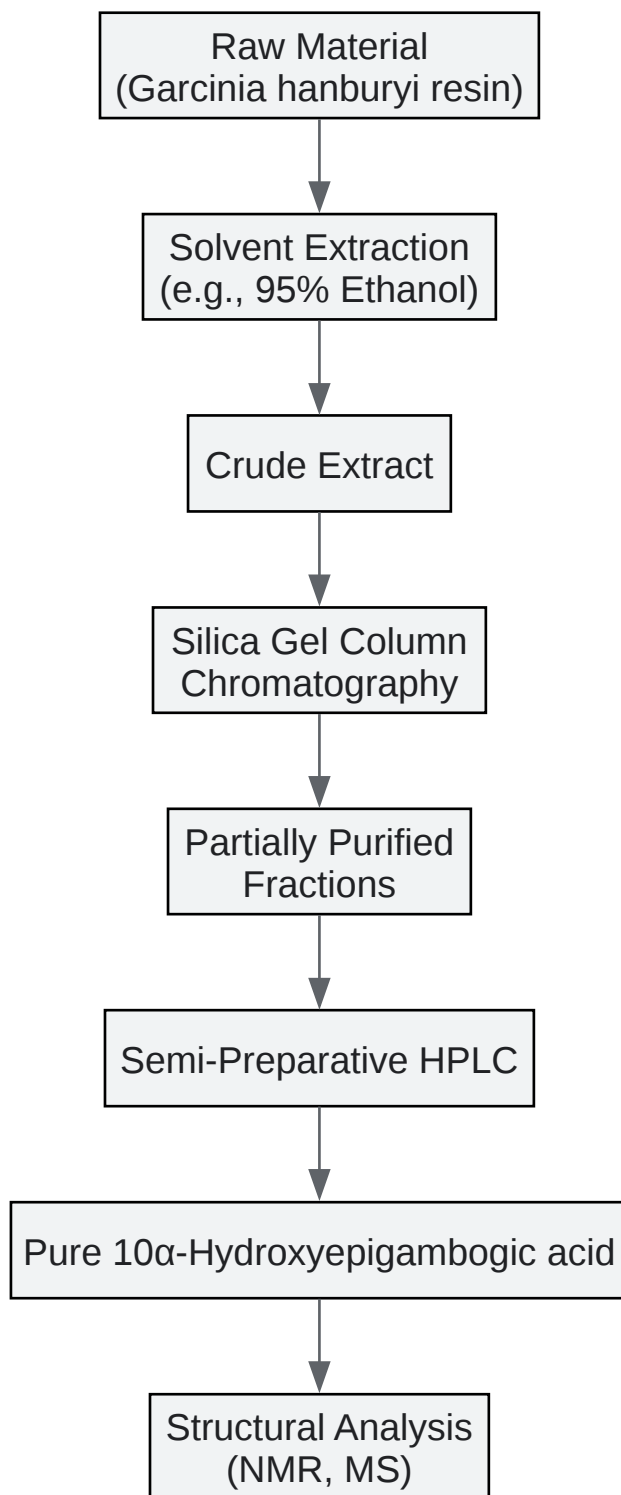 Raw Material
(Garcinia hanburyi resin)
Solvent Extraction
(e.g., 95% Ethanol)
Crude Extract
Silica Gel Column
Chromatography
Partially Purified
Fractions
Semi-Preparative HPLC
Pure 10α-Hydroxyepigambogic acid
Structural Analysis
(NMR, MS)